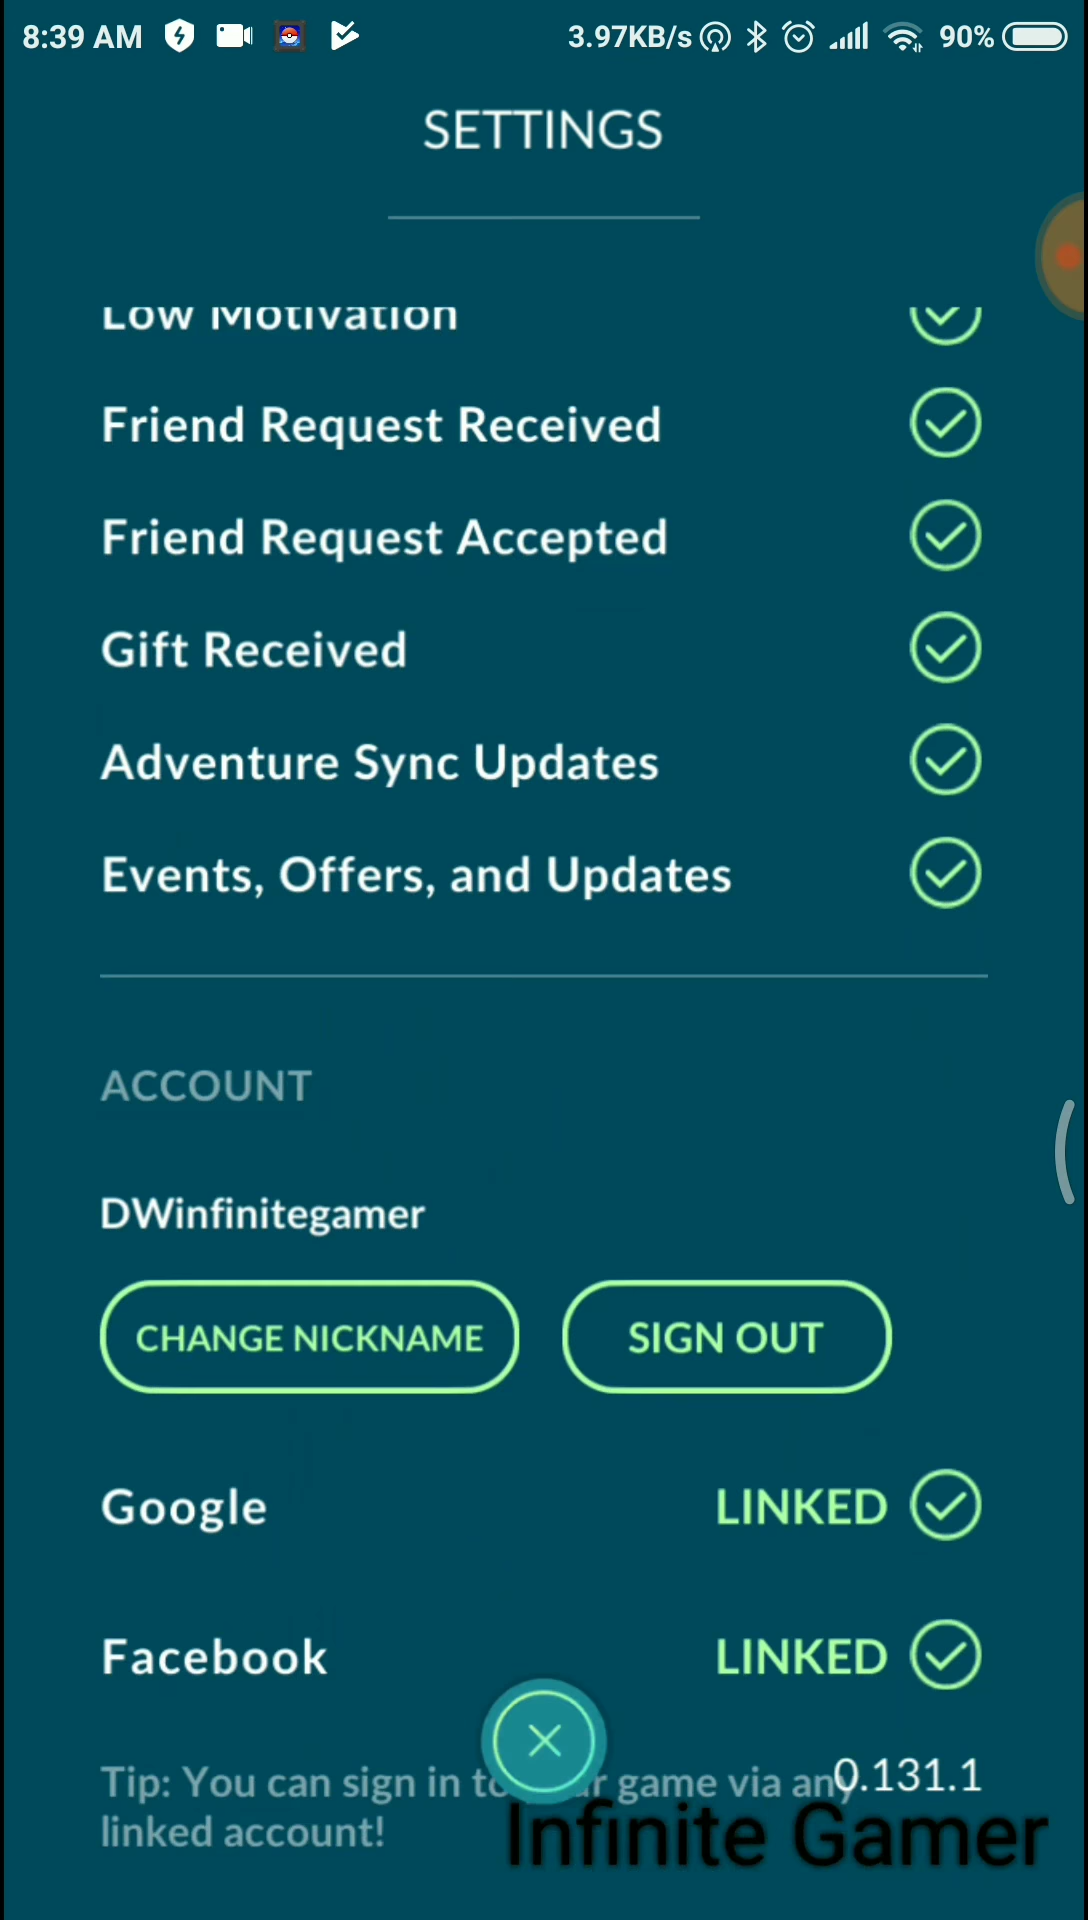 8:39 AM 3.97KB/s 90%
SETTINGS
Low Motivation
Friend Request Received
Friend Request Accepted
Gift Received
Adventure Sync Updates
Events, Offers, and Updates
ACCOUNT
DWinfinitegamer
CHANGE NICKNAME SIGN OUT
Google LINKED
Facebook LINKED
Tip: You can sign in to game via any 0.131.1
linked account!
Infinite Gamer